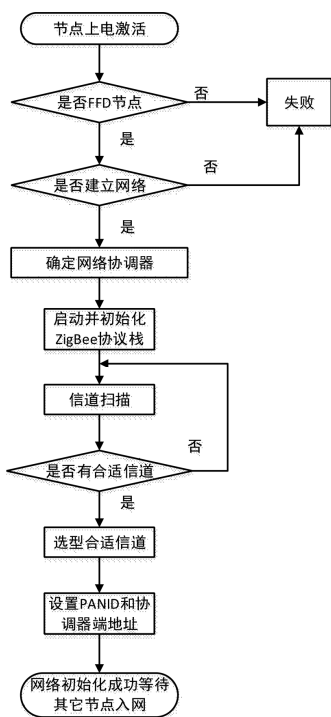 节点上电激活
是否FFD节点
否
失败
是
是否建立网络
否
是
确定网络协调器
启动并初始化
ZigBee协议栈
信道扫描
否
是否有合适信道
是
选型合适信道
设置PANID和协
调器端地址
网络初始化成功等待
其它节点入网